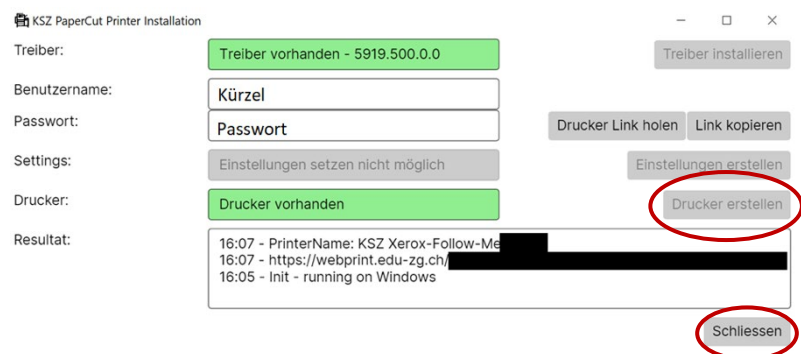 KSZ PaperCut Printer Installation
Treiber: Treiber vorhanden - 5919.500.0.0 Treiber installieren
Benutzername: Kürzel
Passwort: Passwort Drucker Link holen Link kopieren
Settings: Einstellungen setzen nicht möglich Einstellungen erstellen
Drucker: Drucker vorhanden Drucker erstellen
Resultat: 16:07 - PrinterName: KSZ Xerox-Follow-Me
16:07 - https://webprint.edu-zg.ch/
16:05 - Init - running on Windows
Schliessen